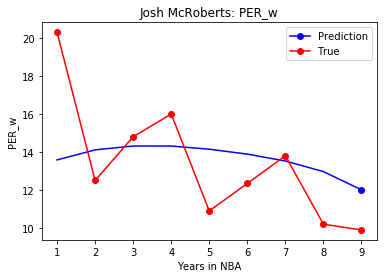 Josh McRoberts: PER_w
Prediction
True
PER_w
20
18
16
14
12
10
1 2 3 4 5 6 7 8 9
Years in NBA